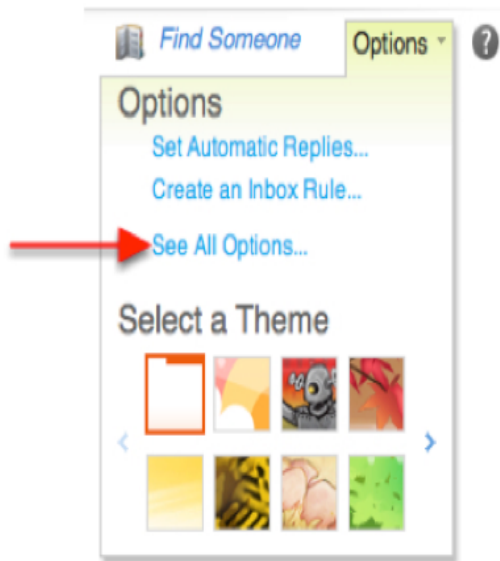 Find Someone Options ?
Options
Set Automatic Replies...
Create an Inbox Rule...
See All Options...
Select a Theme